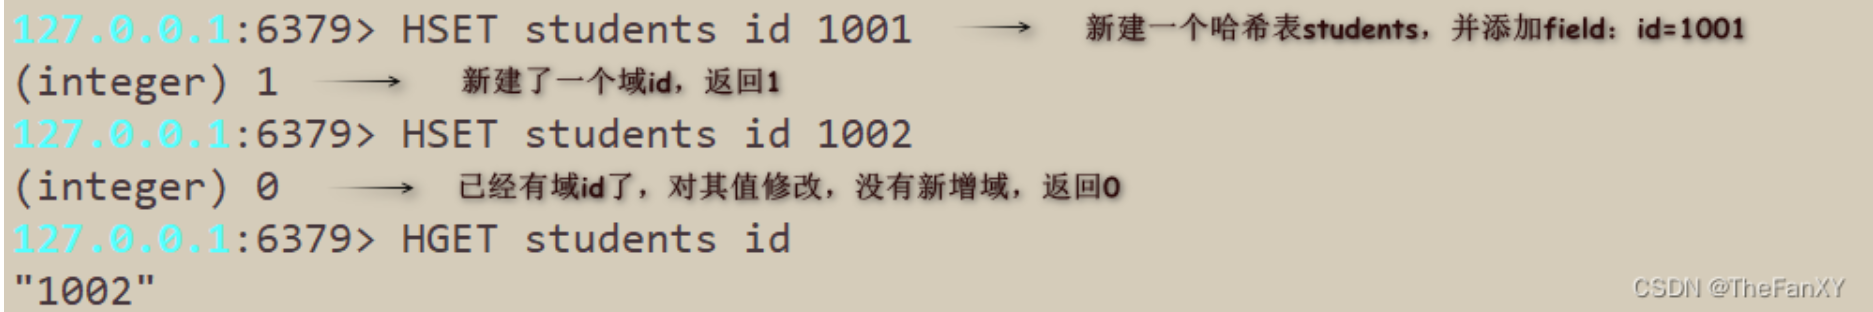 127.0.0.1:6379> HSET students id 1001 新建一个哈希表students，并添加field：id=1001
(integer) 1 新建了一个域id，返回1
127.0.0.1:6379> HSET students id 1002
(integer) 0 已经有域id了，对其值修改，没有新增域，返回0
127.0.0.1:6379> HGET students id
"1002"
CSDN @TheFanXY